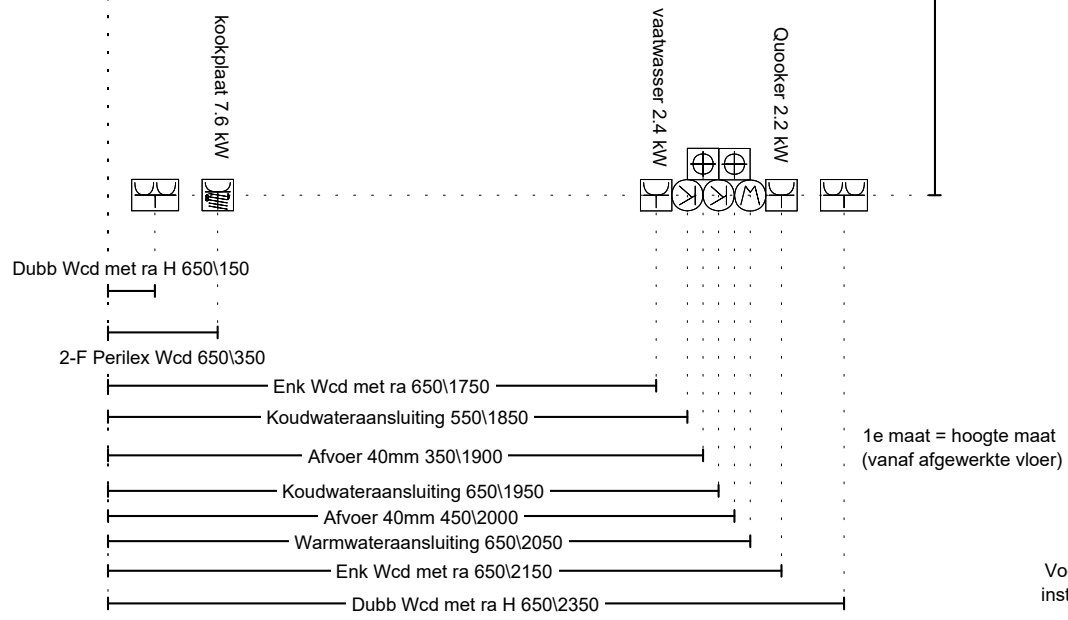 kookplaat 7.6 kW
vaatwasser 2.4 kW
Quooker 2.2 kW
K K W
Dubb Wcd met ra H 650\150
2-F Perilex Wcd 650\350
Enk Wcd met ra 650\1750
Koudwateraansluiting 550\1850
Afvoer 40mm 350\1900
Koudwateraansluiting 650\1950
Afvoer 40mm 450\2000
Warmwateraansluiting 650\2050
Enk Wcd met ra 650\2150
Dubb Wcd met ra H 650\2350
1e maat = hoogte maat
(vanaf afgewerkte vloer)
Vo
inst